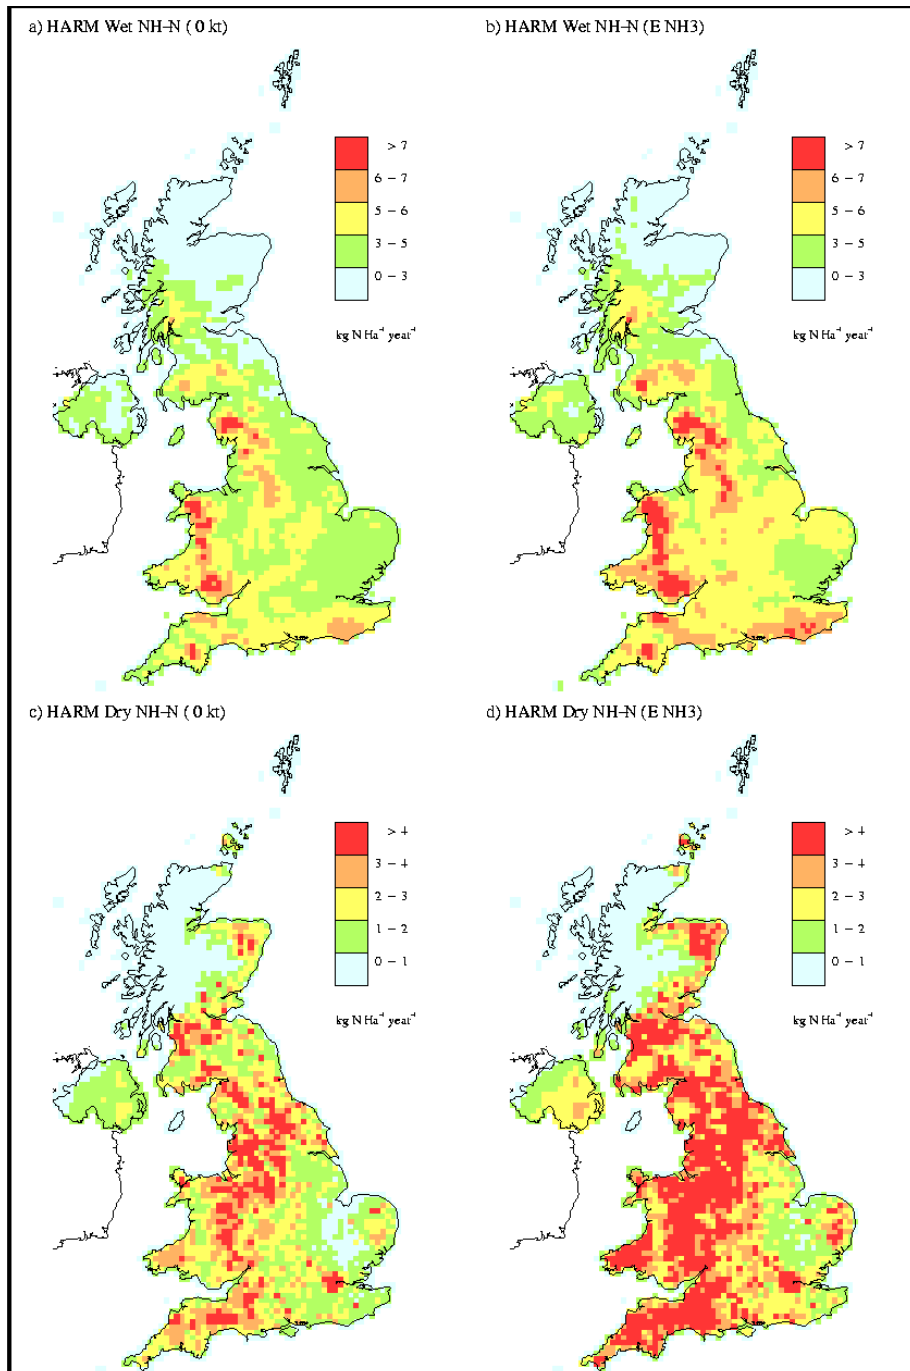 a) HARM Wet NH–N ( 0 kt)
b) HARM Wet NH–N (E NH3)
> 7
6 – 7
5 – 6
3 – 5
0 – 3
kg N Ha⁻¹ year⁻¹
> 7
6 – 7
5 – 6
3 – 5
0 – 3
kg N Ha⁻¹ year⁻¹
c) HARM Dry NH–N ( 0 kt)
d) HARM Dry NH–N (E NH3)
> 4
3 – 4
2 – 3
1 – 2
0 – 1
kg N Ha⁻¹ year⁻¹
> 4
3 – 4
2 – 3
1 – 2
0 – 1
kg N Ha⁻¹ year⁻¹